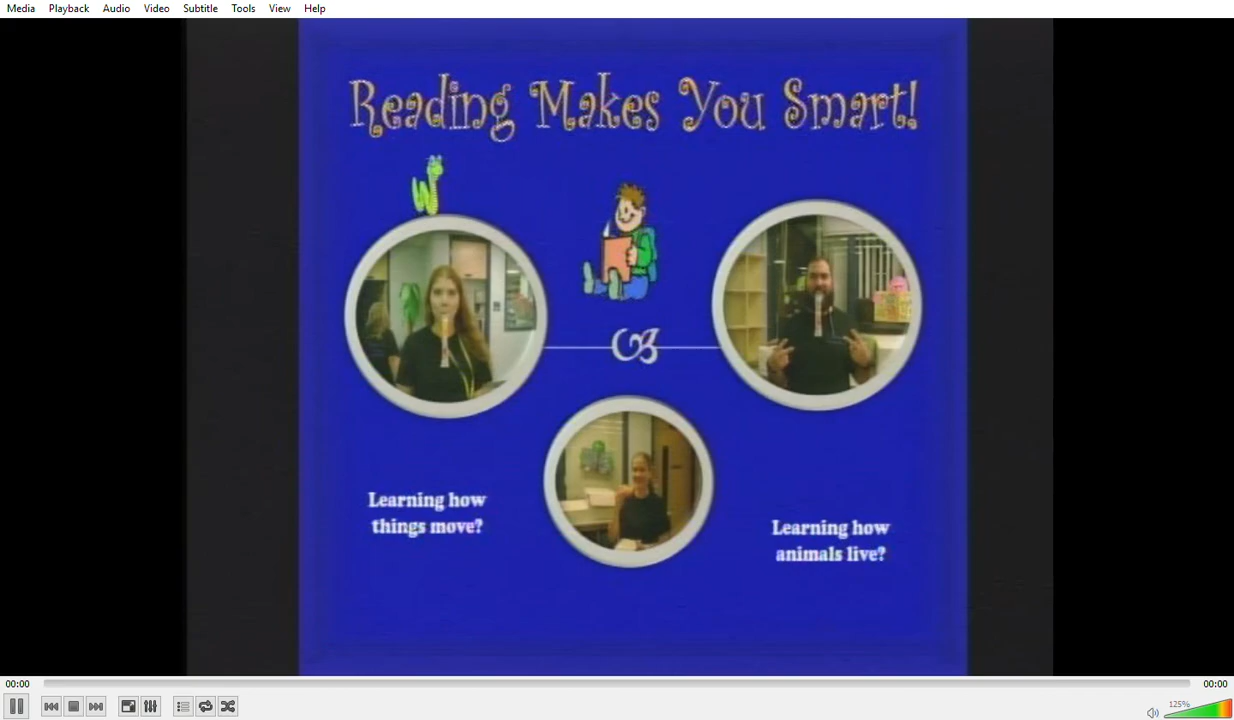 Media Playback Audio Video Subtitle Tools View Help
Reading Makes You Smart!
Learning how
things move?
Learning how
animals live?
00:00
00:00
125%